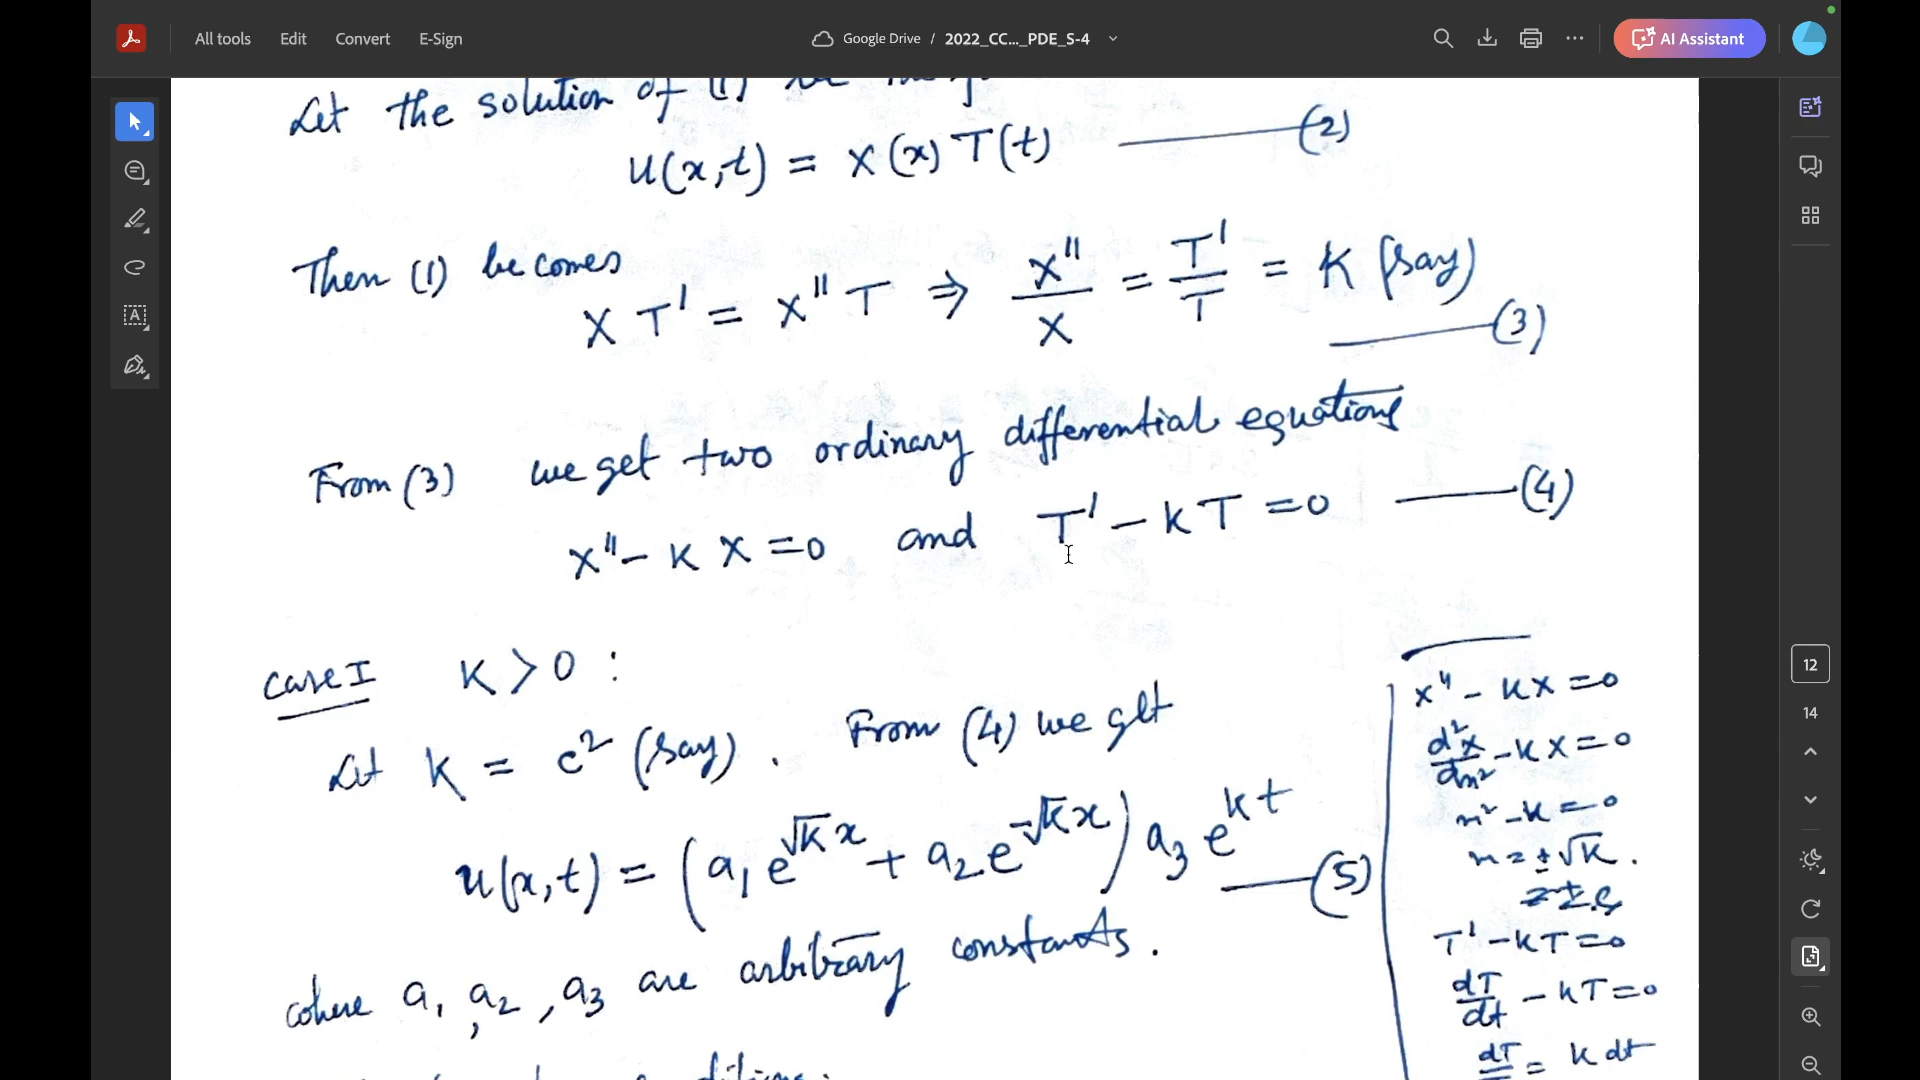 All tools Edit Convert E-Sign Google Drive / 2022_CC..._PDE_S-4 AI Assistant
Let the solution of (1) be
u(x,t) = X(x) T(t) ——— (2)
Then (1) becomes
X T' = X'' T ⇒ X''/X = T'/T = K (say)
——— (3)
From (3) we get two ordinary differential equations
X'' - K X = 0 and T' - K T = 0 ——— (4)
Case I K > 0 :
Let K = c² (say). From (4) we get
u(x,t) = (a₁ e^{√K x} + a₂ e^{-√K x}) a₃ e^{Kt} ——— (5)
where a₁, a₂, a₃ are arbitrary constants.
X'' - KX = 0
d²X/dx² - KX = 0
m² - K = 0
m = ± √K.
= ± c
T' - KT = 0
dT/dt - KT = 0
dT = K dt
12
14